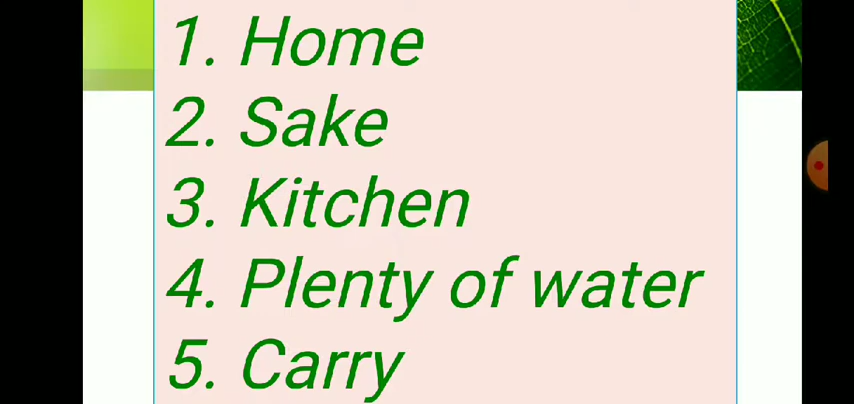 1. Home
2. Sake
3. Kitchen
4. Plenty of water
5. Carry